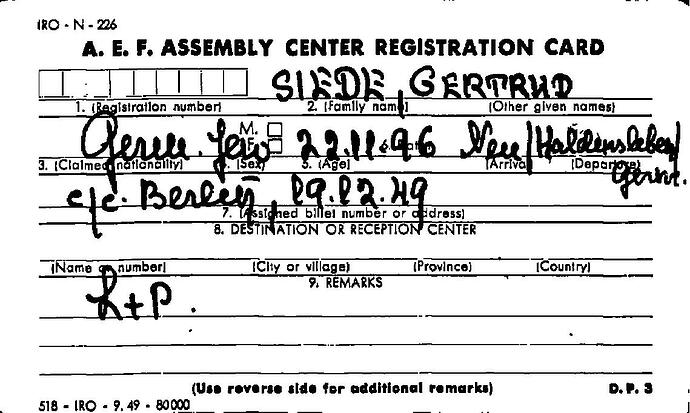 IRO - N - 226
A. E. F. ASSEMBLY CENTER REGISTRATION CARD
SIEDE, GERTRUD
1. (Registration number) 2. (Family name) (Other given names)
Germ. Jew M. F. 22.11.96 Neu/Haldensleben/Germ.
3. (Claimed nationality) 4. (Sex) 5. (Age) (Arrival) (Departure)
c/c. Berlin, 19.12.49
7. (Assigned billet number or address)
8. DESTINATION OR RECEPTION CENTER
(Name or number) (City or village) (Province) (Country)
9. REMARKS
L+P.
(Use reverse side for additional remarks) D. P. 3
518 - IRO - 9. 49 - 80000